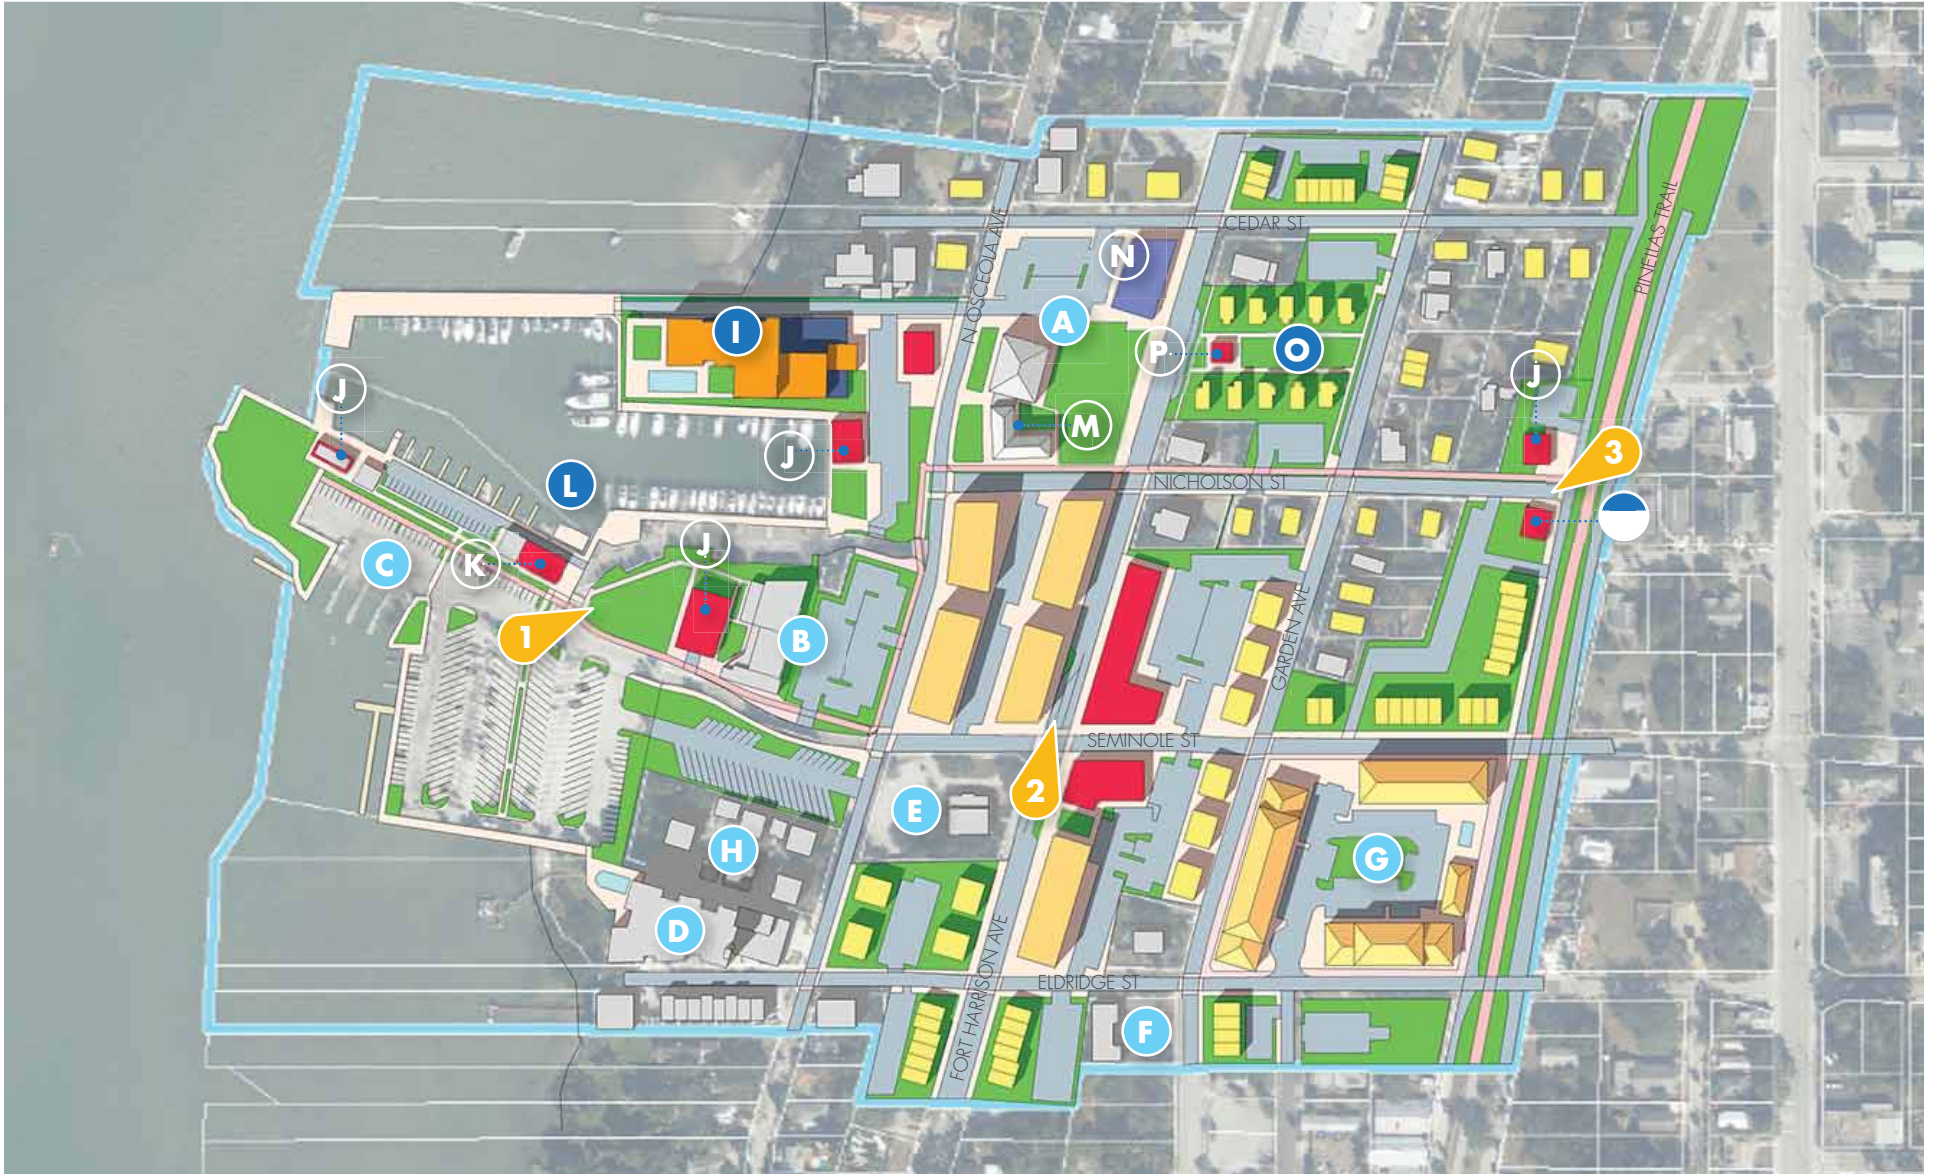 CEDAR ST
N OSCEOLA AVE
PINELLAS TRAIL
N
A
I
P
O
J
J
M
J
3
L
NICHOLSON ST
J
C
K
1
B
GARDEN AVE
SEMINOLE ST
2
E
H
G
D
FORT HARRISON AVE
ELDRIDGE ST
F